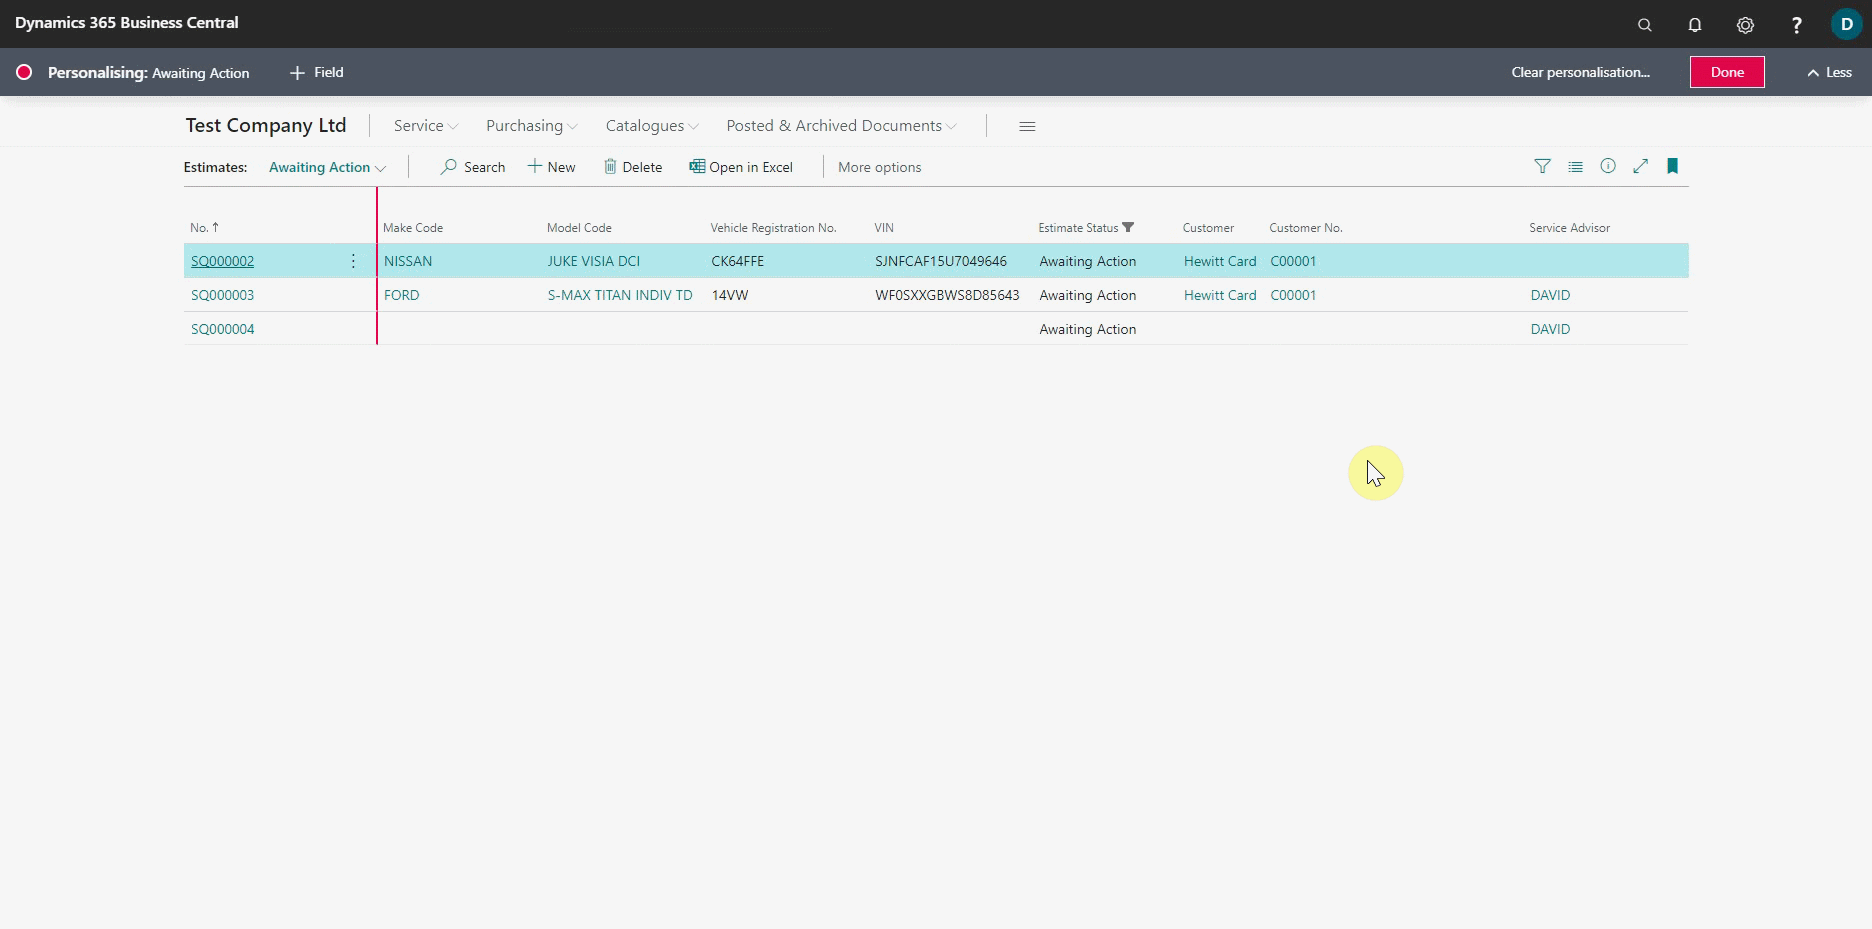 Dynamics 365 Business Central
? D
Personalising: Awaiting Action + Field Clear personalisation... Done Less
Test Company Ltd Service Purchasing Catalogues Posted & Archived Documents
Estimates: Awaiting Action Search + New Delete Open in Excel More options
No. ↑ Make Code Model Code Vehicle Registration No. VIN Estimate Status Customer Customer No. Service Advisor
SQ000002 NISSAN JUKE VISIA DCI CK64FFE SJNFCAF15U7049646 Awaiting Action Hewitt Card C00001
SQ000003 FORD S-MAX TITAN INDIV TD 14VW WF0SXXGBWS8D85643 Awaiting Action Hewitt Card C00001 DAVID
SQ000004 Awaiting Action DAVID